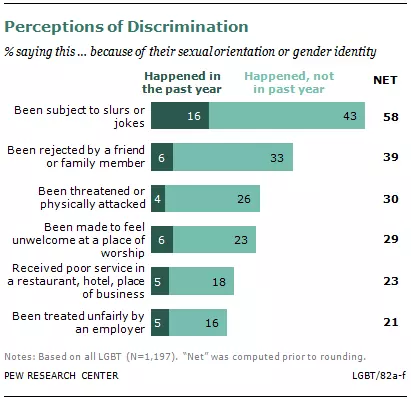 Perceptions of Discrimination
% saying this ... because of their sexual orientation or gender identity
Happened in
the past year
Happened, not
in past year
NET
Been subject to slurs or
jokes
16
43
58
Been rejected by a friend
or family member
6
33
39
Been threatened or
physically attacked
4
26
30
Been made to feel
unwelcome at a place of
worship
6
23
29
Received poor service in
a restaurant, hotel, place
of business
5
18
23
Been treated unfairly by
an employer
5
16
21
Notes: Based on all LGBT (N=1,197). “Net” was computed prior to rounding.
PEW RESEARCH CENTER
LGBT/82a-f